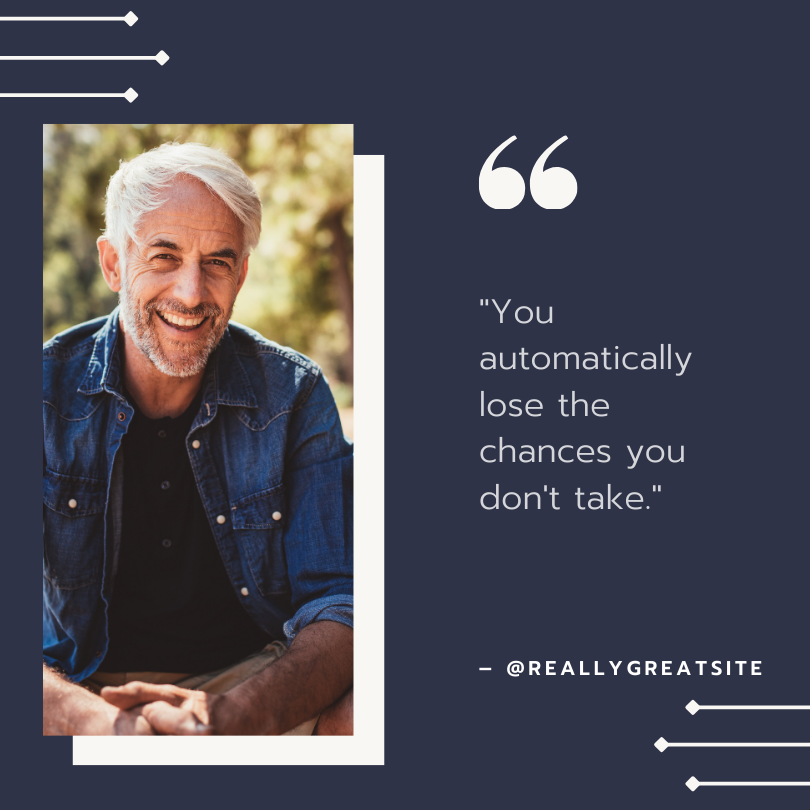 "You
automatically
lose the
chances you
don't take."
– @REALLYGREATSITE